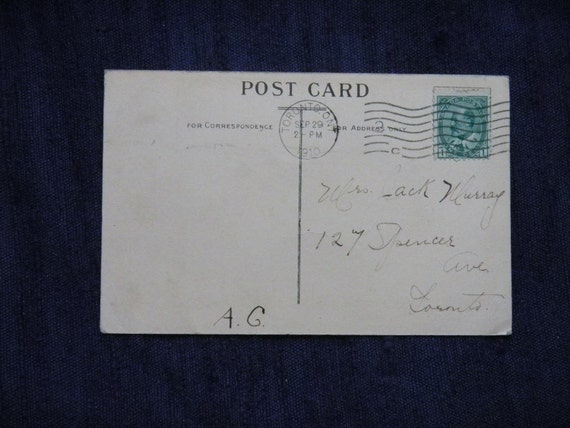 POST CARD
TORONTO, ONT.
SEP 29
2 - PM
1910
FOR CORRESPONDENCE
FOR ADDRESS ONLY
Mrs. Jack Murray
127 Spencer
Ave
Toronto.
A.G.